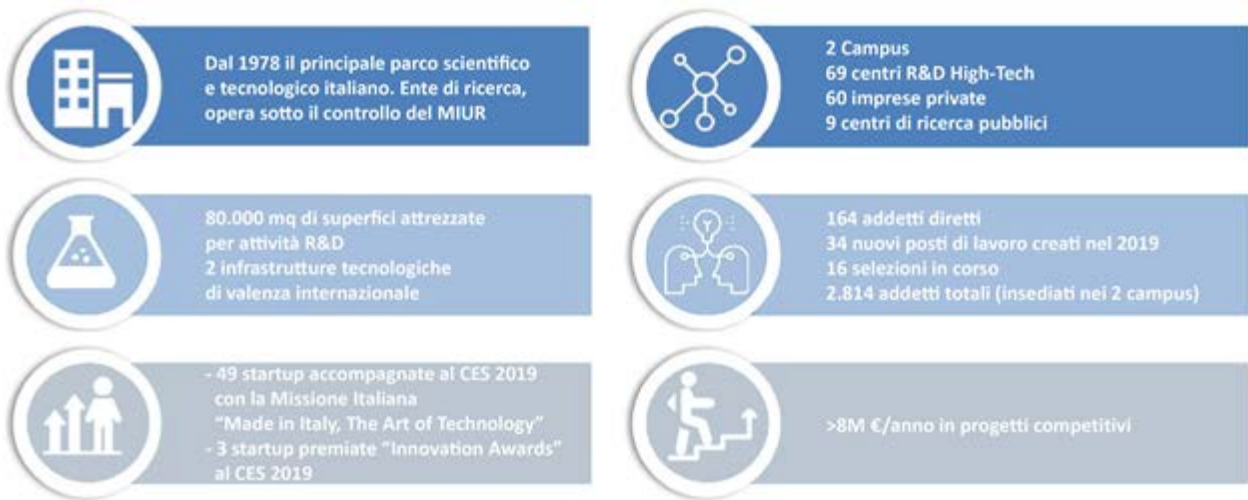 Dal 1978 il principale parco scientifico
e tecnologico italiano. Ente di ricerca,
opera sotto il controllo del MIUR
2 Campus
69 centri R&D High-Tech
60 imprese private
9 centri di ricerca pubblici
80.000 mq di superfici attrezzate
per attività R&D
2 infrastrutture tecnologiche
di valenza internazionale
164 addetti diretti
34 nuovi posti di lavoro creati nel 2019
16 selezioni in corso
2.814 addetti totali (insediati nei 2 campus)
- 49 startup accompagnate al CES 2019
con la Missione Italiana
“Made in Italy, The Art of Technology”
- 3 startup premiate “Innovation Awards”
al CES 2019
>8M €/anno in progetti competitivi